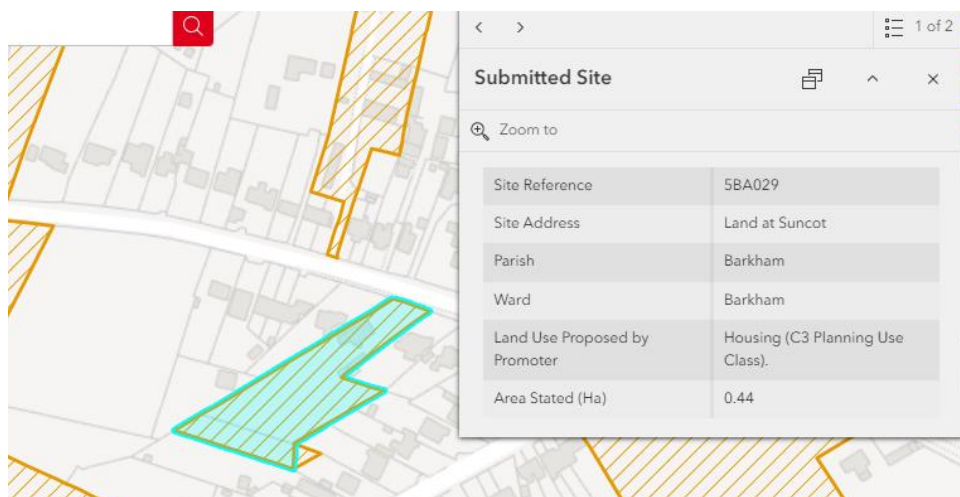 1 of 2
Submitted Site
Zoom to
Site Reference 5BA029
Site Address Land at Suncot
Parish Barkham
Ward Barkham
Land Use Proposed by Housing (C3 Planning Use
Promoter Class).
Area Stated (Ha) 0.44